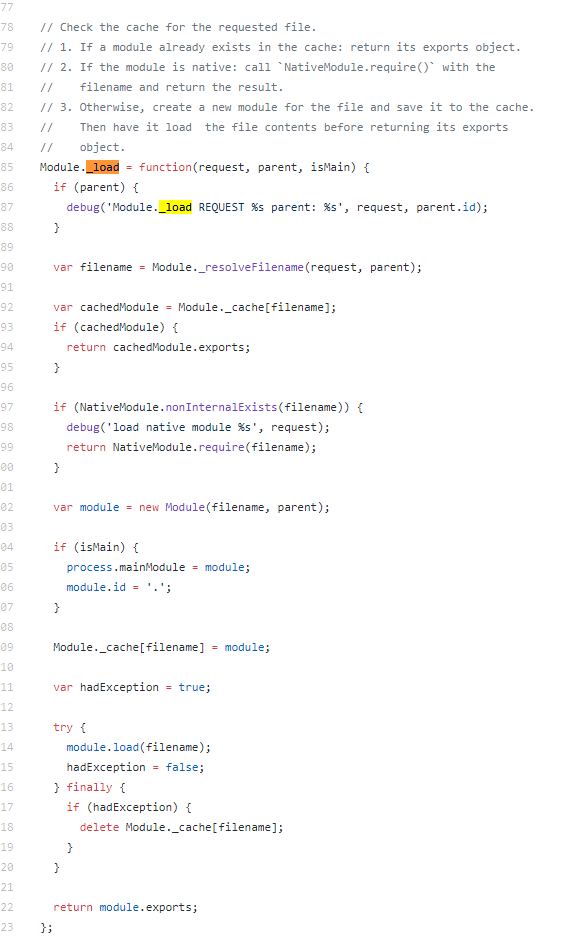 77
78 // Check the cache for the requested file.
79 // 1. If a module already exists in the cache: return its exports object.
80 // 2. If the module is native: call `NativeModule.require()` with the
81 //    filename and return the result.
82 // 3. Otherwise, create a new module for the file and save it to the cache.
83 //    Then have it load  the file contents before returning its exports
84 //    object.
85 Module._load = function(request, parent, isMain) {
86   if (parent) {
87     debug('Module._load REQUEST %s parent: %s', request, parent.id);
88   }
89
90   var filename = Module._resolveFilename(request, parent);
91
92   var cachedModule = Module._cache[filename];
93   if (cachedModule) {
94     return cachedModule.exports;
95   }
96
97   if (NativeModule.nonInternalExists(filename)) {
98     debug('load native module %s', request);
99     return NativeModule.require(filename);
00   }
01
02   var module = new Module(filename, parent);
03
04   if (isMain) {
05     process.mainModule = module;
06     module.id = '.';
07   }
08
09   Module._cache[filename] = module;
10
11   var hadException = true;
12
13   try {
14     module.load(filename);
15     hadException = false;
16   } finally {
17     if (hadException) {
18       delete Module._cache[filename];
19     }
20   }
21
22   return module.exports;
23 };